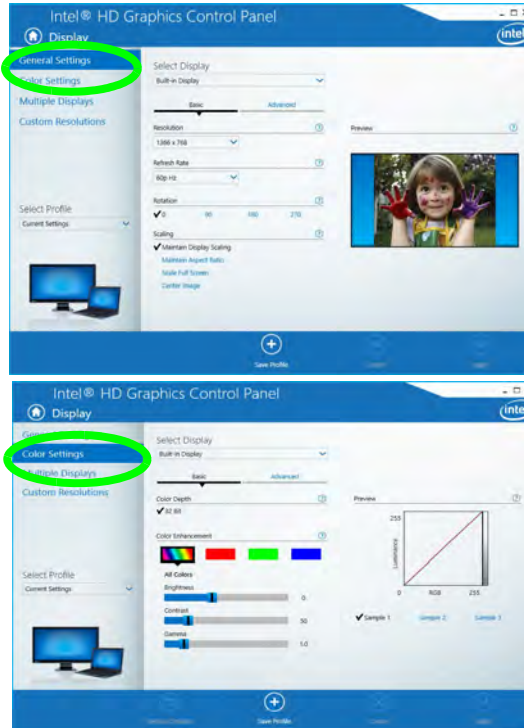 Intel® HD Graphics Control Panel
Display
intel
General Settings
Color Settings
Multiple Displays
Custom Resolutions
Select Profile
Current Settings
Select Display
Built-in Display
Basic
Advanced
Resolution
1366 x 768
Refresh Rate
60p Hz
Rotation
0 90 180 270
Scaling
Maintain Display Scaling
Maintain Aspect Ratio
Scale Full Screen
Center Image
Preview
Save Profile
Intel® HD Graphics Control Panel
Display
intel
Color Settings
Multiple Displays
Custom Resolutions
Select Profile
Current Settings
Select Display
Built-in Display
Basic
Advanced
Color Depth
32 Bit
Color Enhancement
All Colors
Brightness
0
Contrast
50
Gamma
1.0
Preview
255
Luminance
0 RGB 255
Sample 1 Sample 2 Sample 3
Save Profile